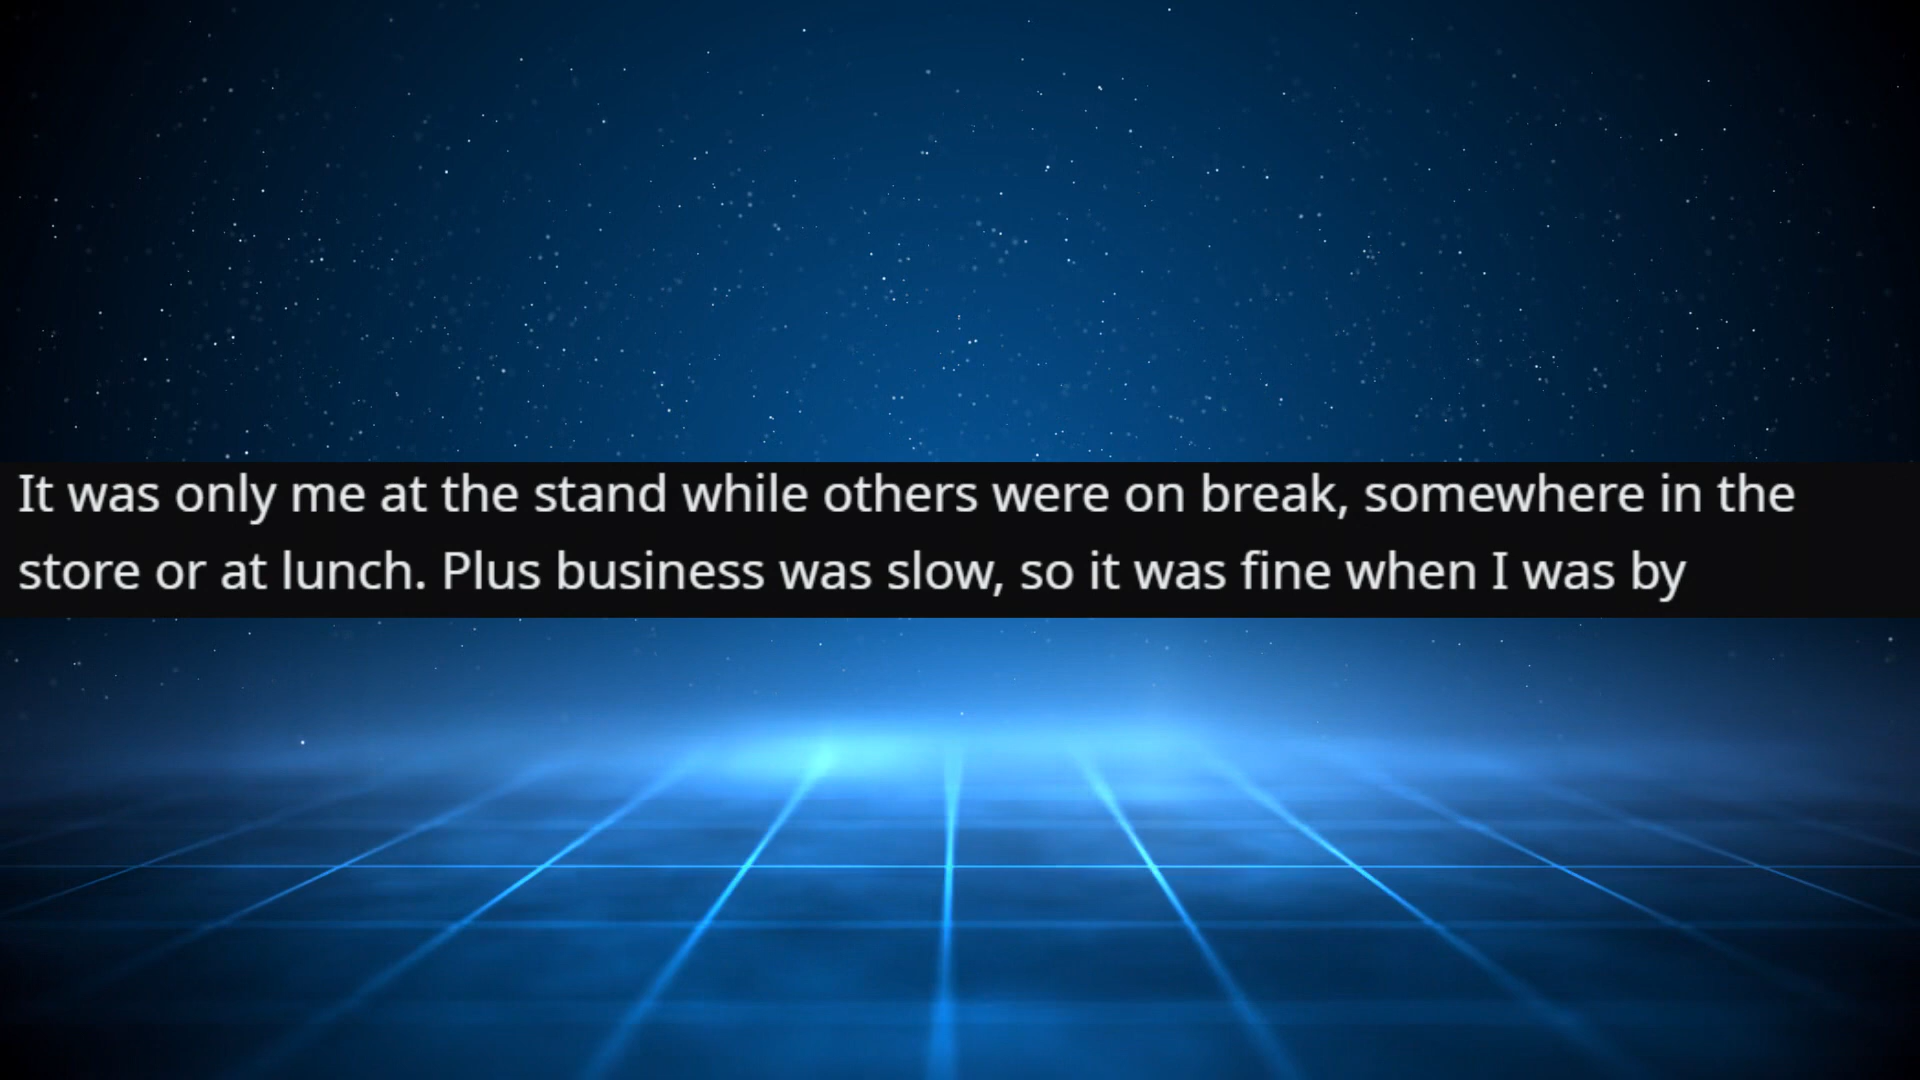 It was only me at the stand while others were on break, somewhere in the
store or at lunch. Plus business was slow, so it was fine when I was by